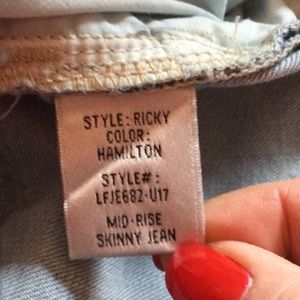 STYLE: RICKY
COLOR:
HAMILTON
STYLE#:
LFJE682-U17
MID-RISE
SKINNY JEAN